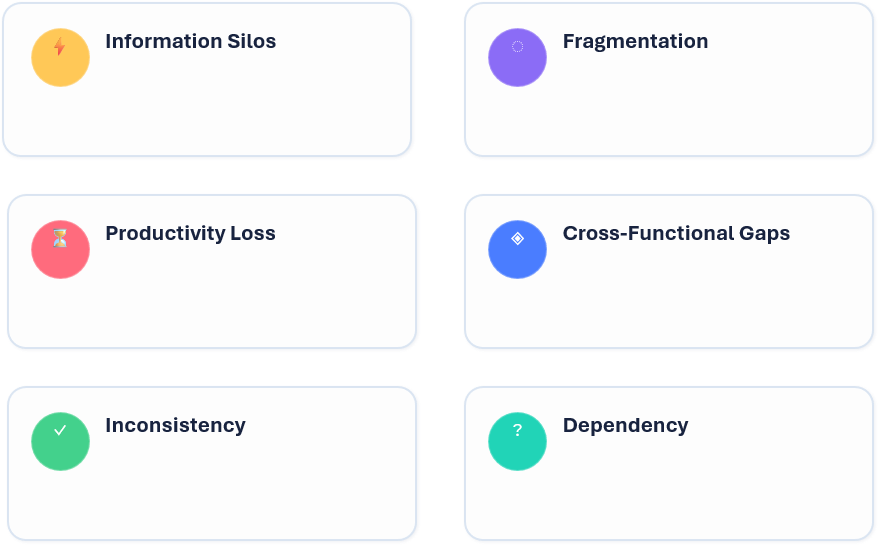 Information Silos
Fragmentation
Productivity Loss
Cross-Functional Gaps
Inconsistency
? Dependency